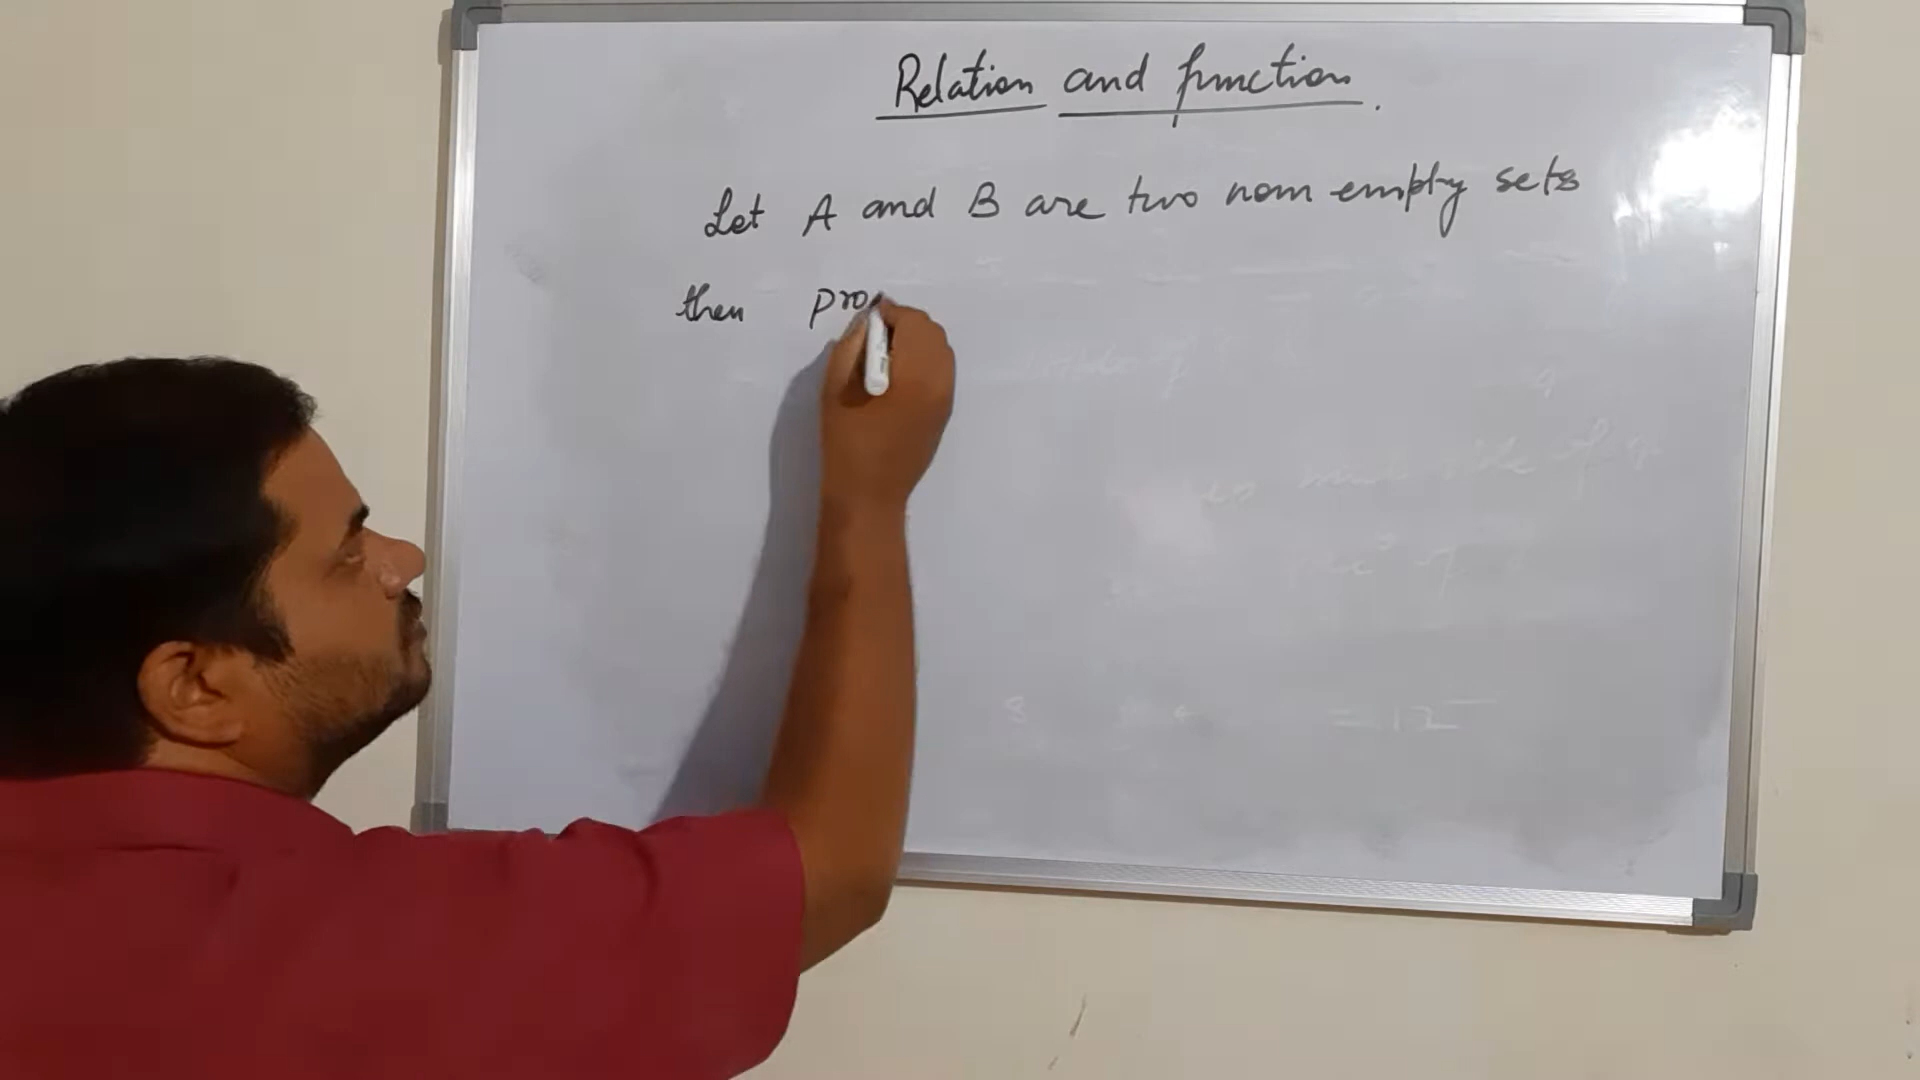 Relation and function.
Let A and B are two non empty sets
then pro